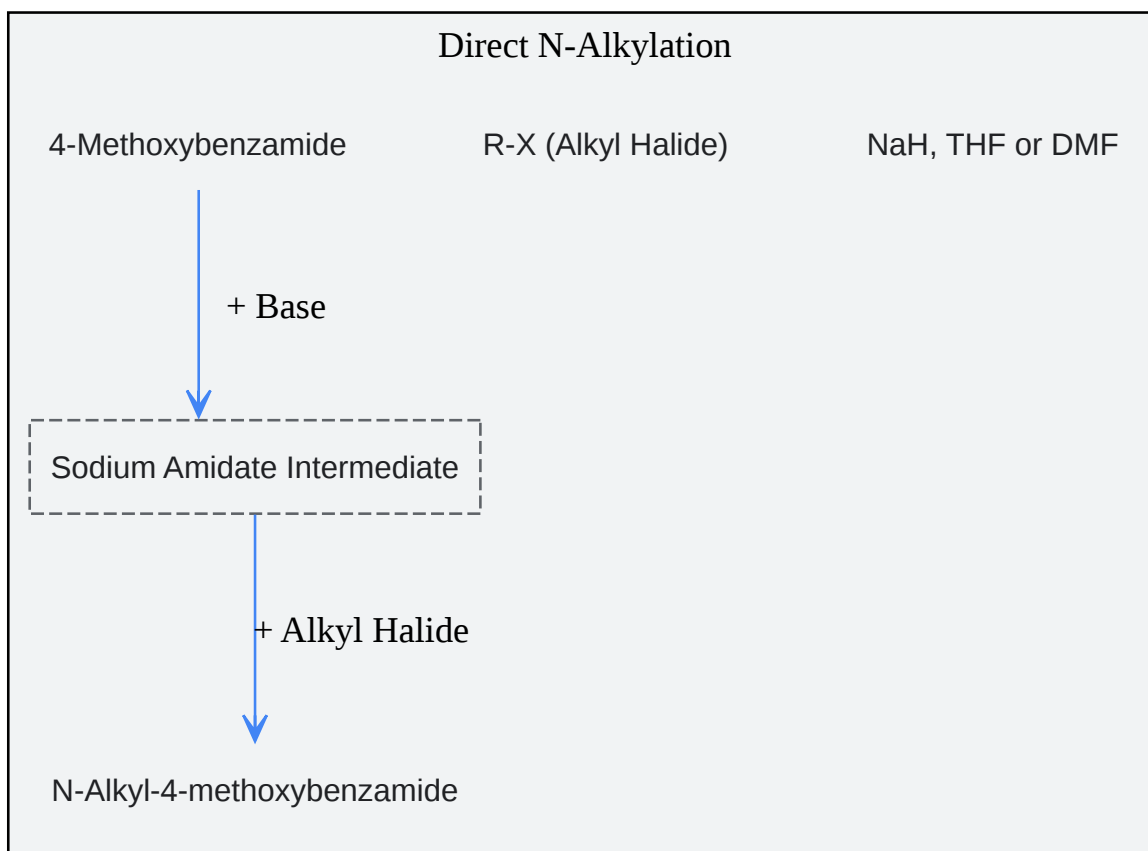 Direct N-Alkylation
4-Methoxybenzamide R-X (Alkyl Halide) NaH, THF or DMF
+ Base
Sodium Amidate Intermediate
+ Alkyl Halide
N-Alkyl-4-methoxybenzamide